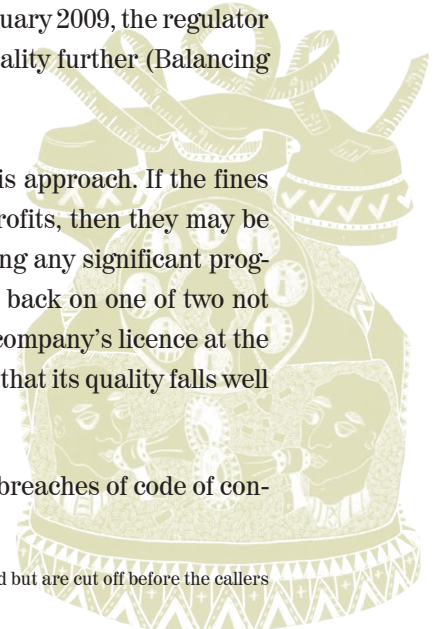 uary 2009, the regulator
ality further (Balancing
is approach. If the fines
rofits, then they may be
ng any significant prog-
back on one of two not
company’s licence at the
that its quality falls well
breaches of code of con-
d but are cut off before the callers